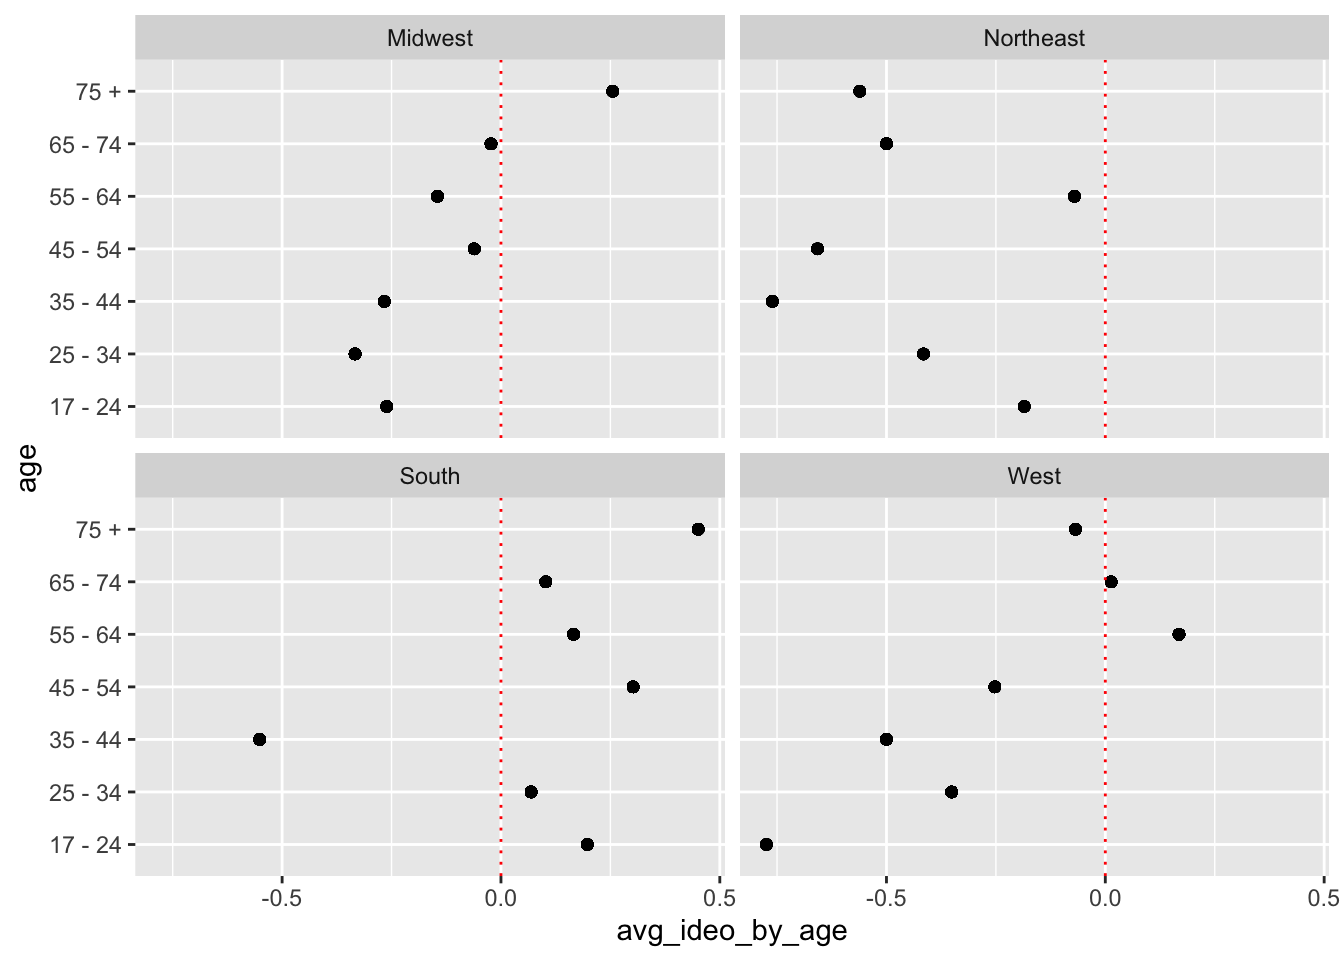 Midwest
Northeast
75 +
65 - 74
55 - 64
45 - 54
35 - 44
25 - 34
17 - 24
age
South
West
75 +
65 - 74
55 - 64
45 - 54
35 - 44
25 - 34
17 - 24
-0.5 0.0 0.5 -0.5 0.0 0.5
avg_ideo_by_age